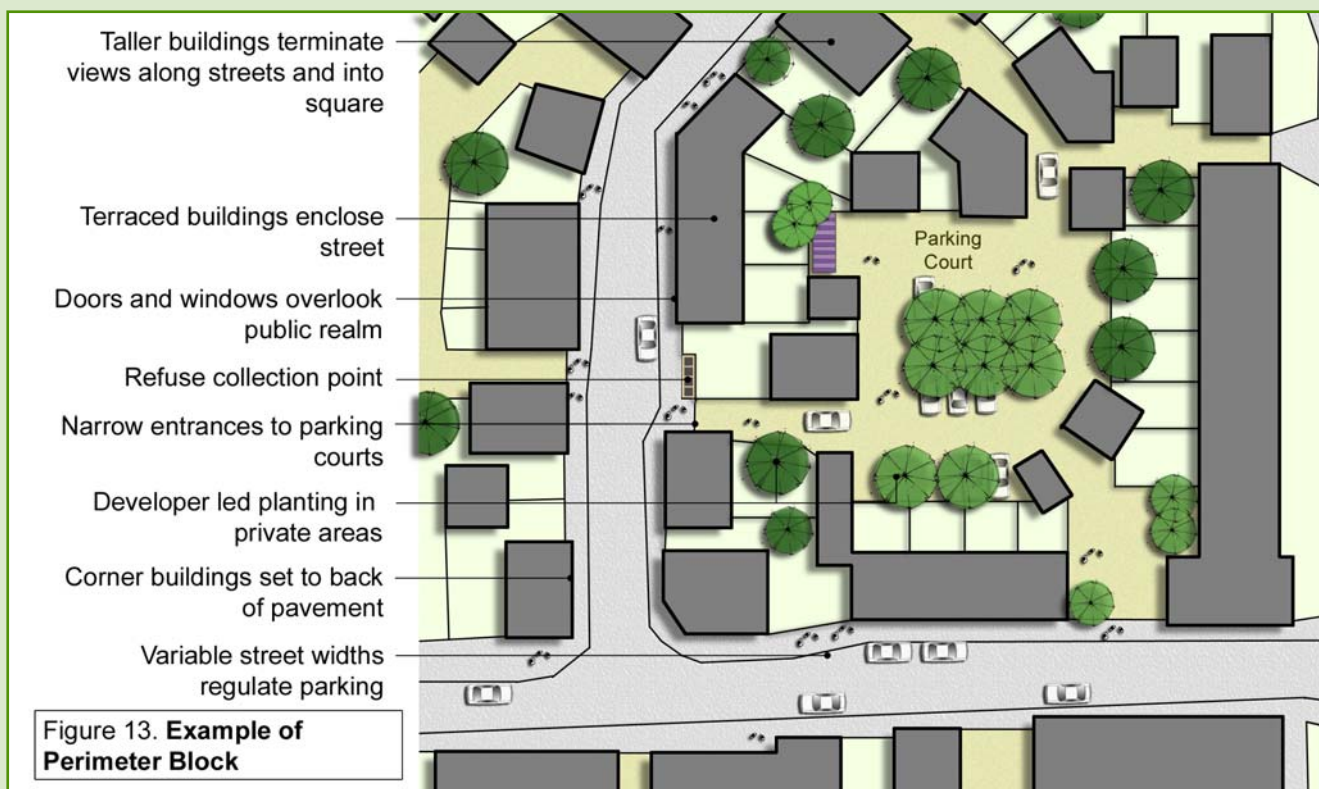 Taller buildings terminate
views along streets and into
square
Terraced buildings enclose
street
Doors and windows overlook
public realm
Refuse collection point
Narrow entrances to parking
courts
Developer led planting in
private areas
Corner buildings set to back
of pavement
Variable street widths
regulate parking
Figure 13. Example of
Perimeter Block
Parking
Court